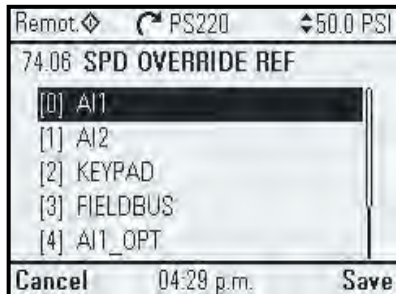 Remot. PS220 50.0 PSI
74.06 SPD OVERRIDE REF
[0] AI1
[1] AI2
[2] KEYPAD
[3] FIELDBUS
[4] AI1_OPT
Cancel 04:29 p.m. Save